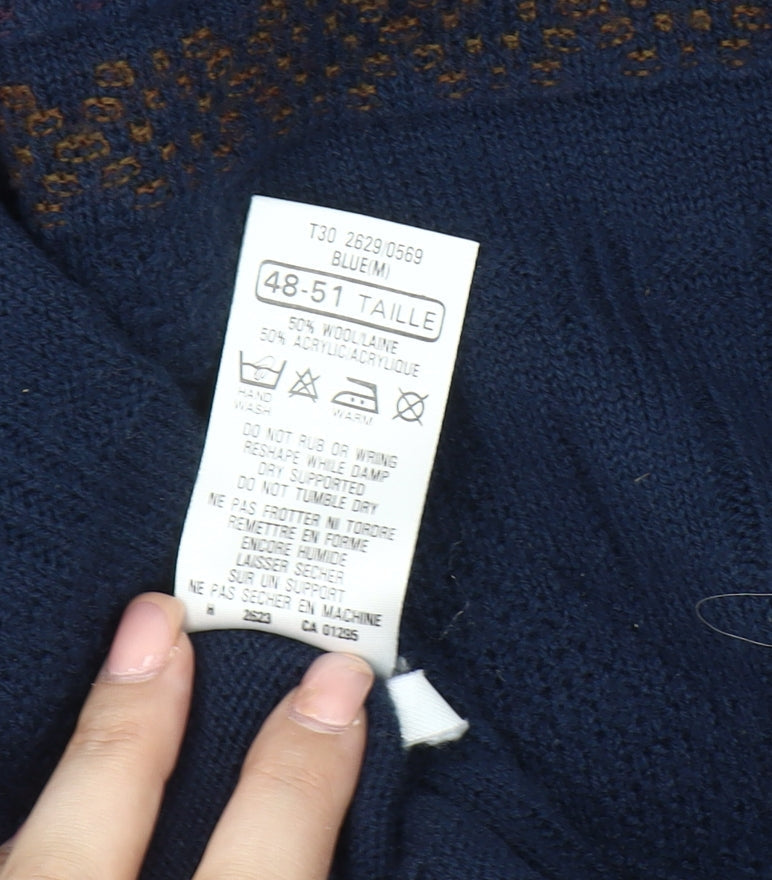 T30 2629/0569
BLUE(M)
48-51 TAILLE
50% WOOL/LAINE
50% ACRYLIC/ACRYLIQUE
HAND
WASH
WARM
DO NOT RUB OR WRING
RESHAPE WHILE DAMP
DRY SUPPORTED
DO NOT TUMBLE DRY
NE PAS FROTTER NI TORDRE
REMETTRE EN FORME
ENCORE HUMIDE
LAISSER SECHER
SUR UN SUPPORT
NE PAS SECHER EN MACHINE
H 2623 CA 01295